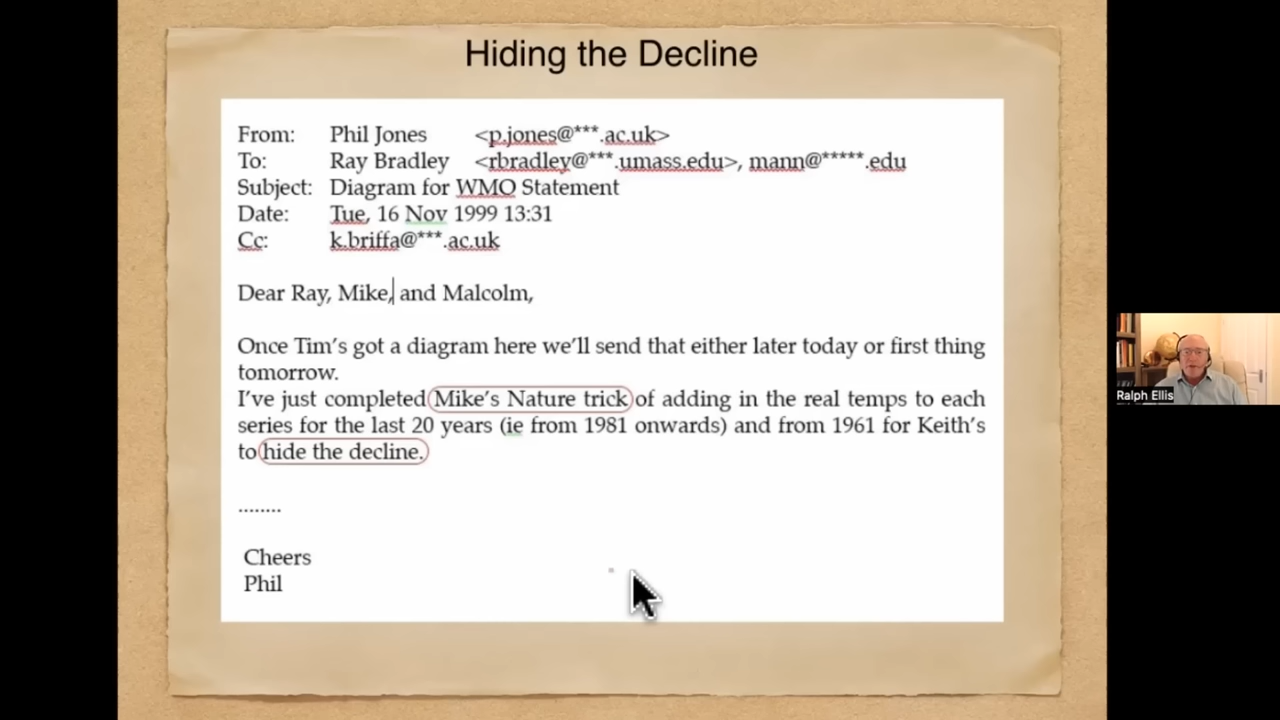 Hiding the Decline
From: Phil Jones <p.jones@***.ac.uk>
To: Ray Bradley <rbradley@***.umass.edu>, mann@*****.edu
Subject: Diagram for WMO Statement
Date: Tue, 16 Nov 1999 13:31
Cc: k.briffa@***.ac.uk
Dear Ray, Mike, and Malcolm,
Once Tim's got a diagram here we'll send that either later today or first thing
tomorrow.
I've just completed Mike's Nature trick of adding in the real temps to each
series for the last 20 years (ie from 1981 onwards) and from 1961 for Keith's
to hide the decline.
........
Cheers
Phil
Ralph Ellis